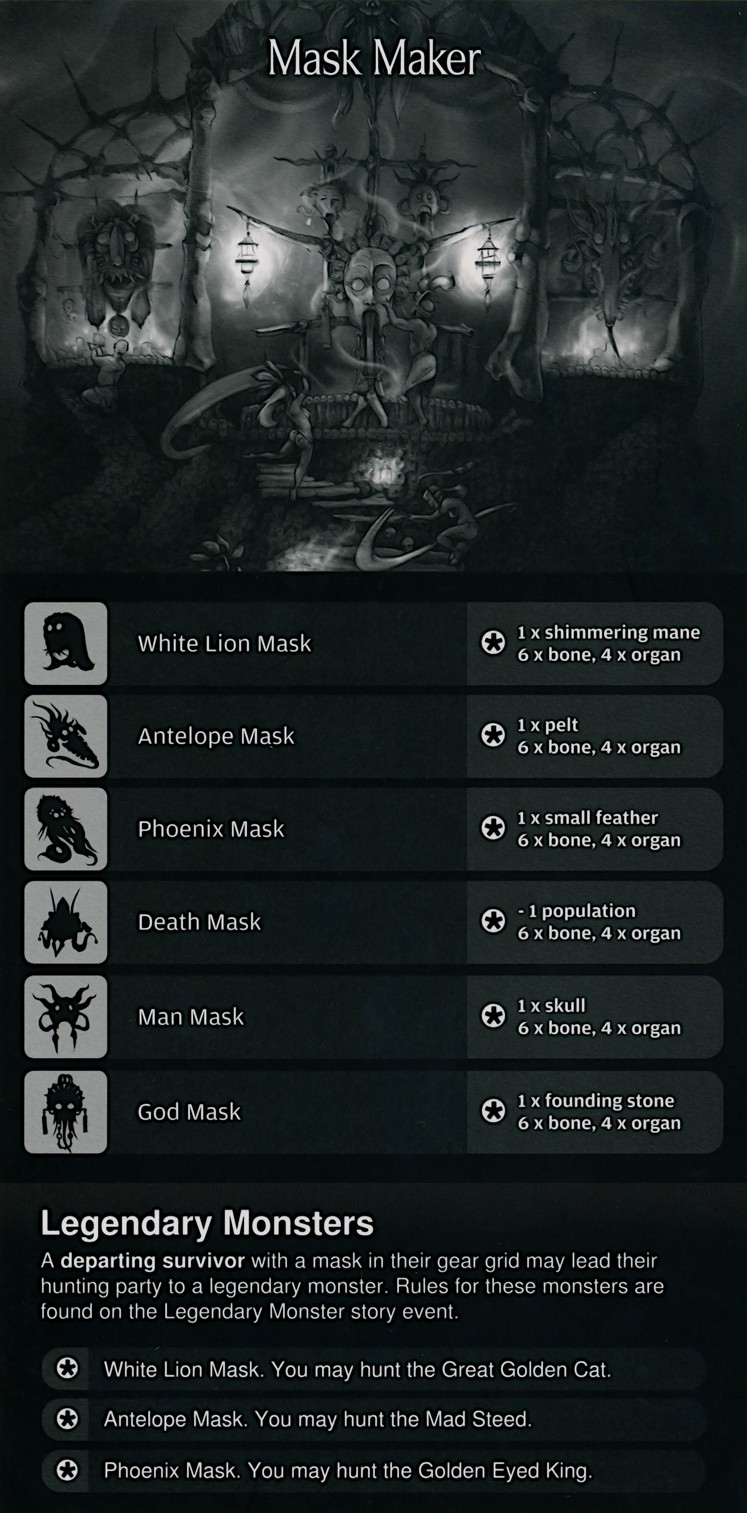 Mask Maker
White Lion Mask
1 x shimmering mane
6 x bone, 4 x organ
Antelope Mask
1 x pelt
6 x bone, 4 x organ
Phoenix Mask
1 x small feather
6 x bone, 4 x organ
Death Mask
- 1 population
6 x bone, 4 x organ
Man Mask
1 x skull
6 x bone, 4 x organ
God Mask
1 x founding stone
6 x bone, 4 x organ
Legendary Monsters
A departing survivor with a mask in their gear grid may lead their
hunting party to a legendary monster. Rules for these monsters are
found on the Legendary Monster story event.
White Lion Mask. You may hunt the Great Golden Cat.
Antelope Mask. You may hunt the Mad Steed.
Phoenix Mask. You may hunt the Golden Eyed King.